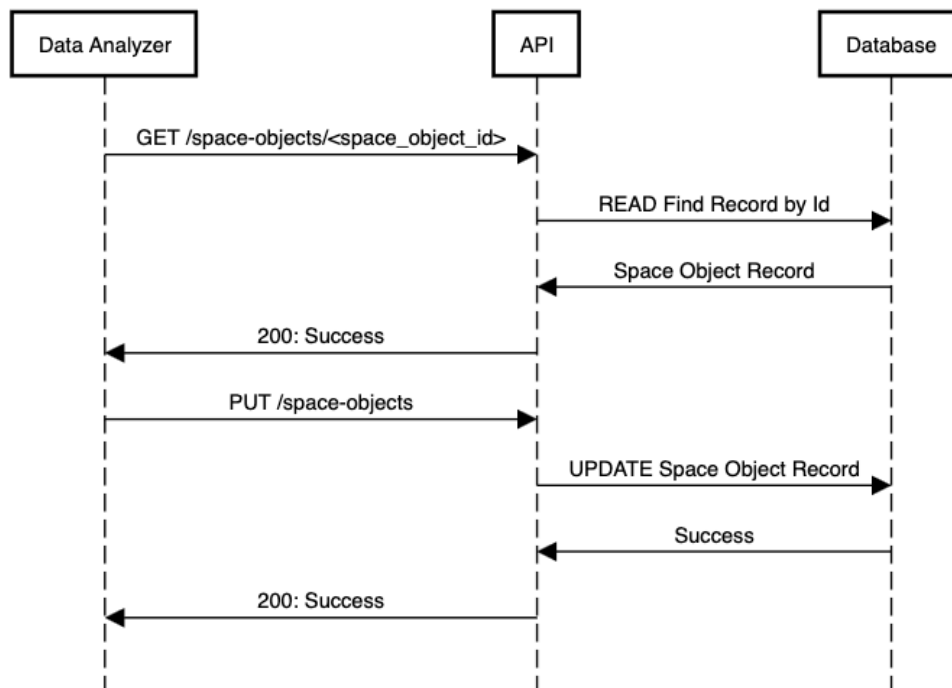 Data Analyzer
API
Database
GET /space-objects/<space_object_id>
READ Find Record by Id
Space Object Record
200: Success
PUT /space-objects
UPDATE Space Object Record
Success
200: Success